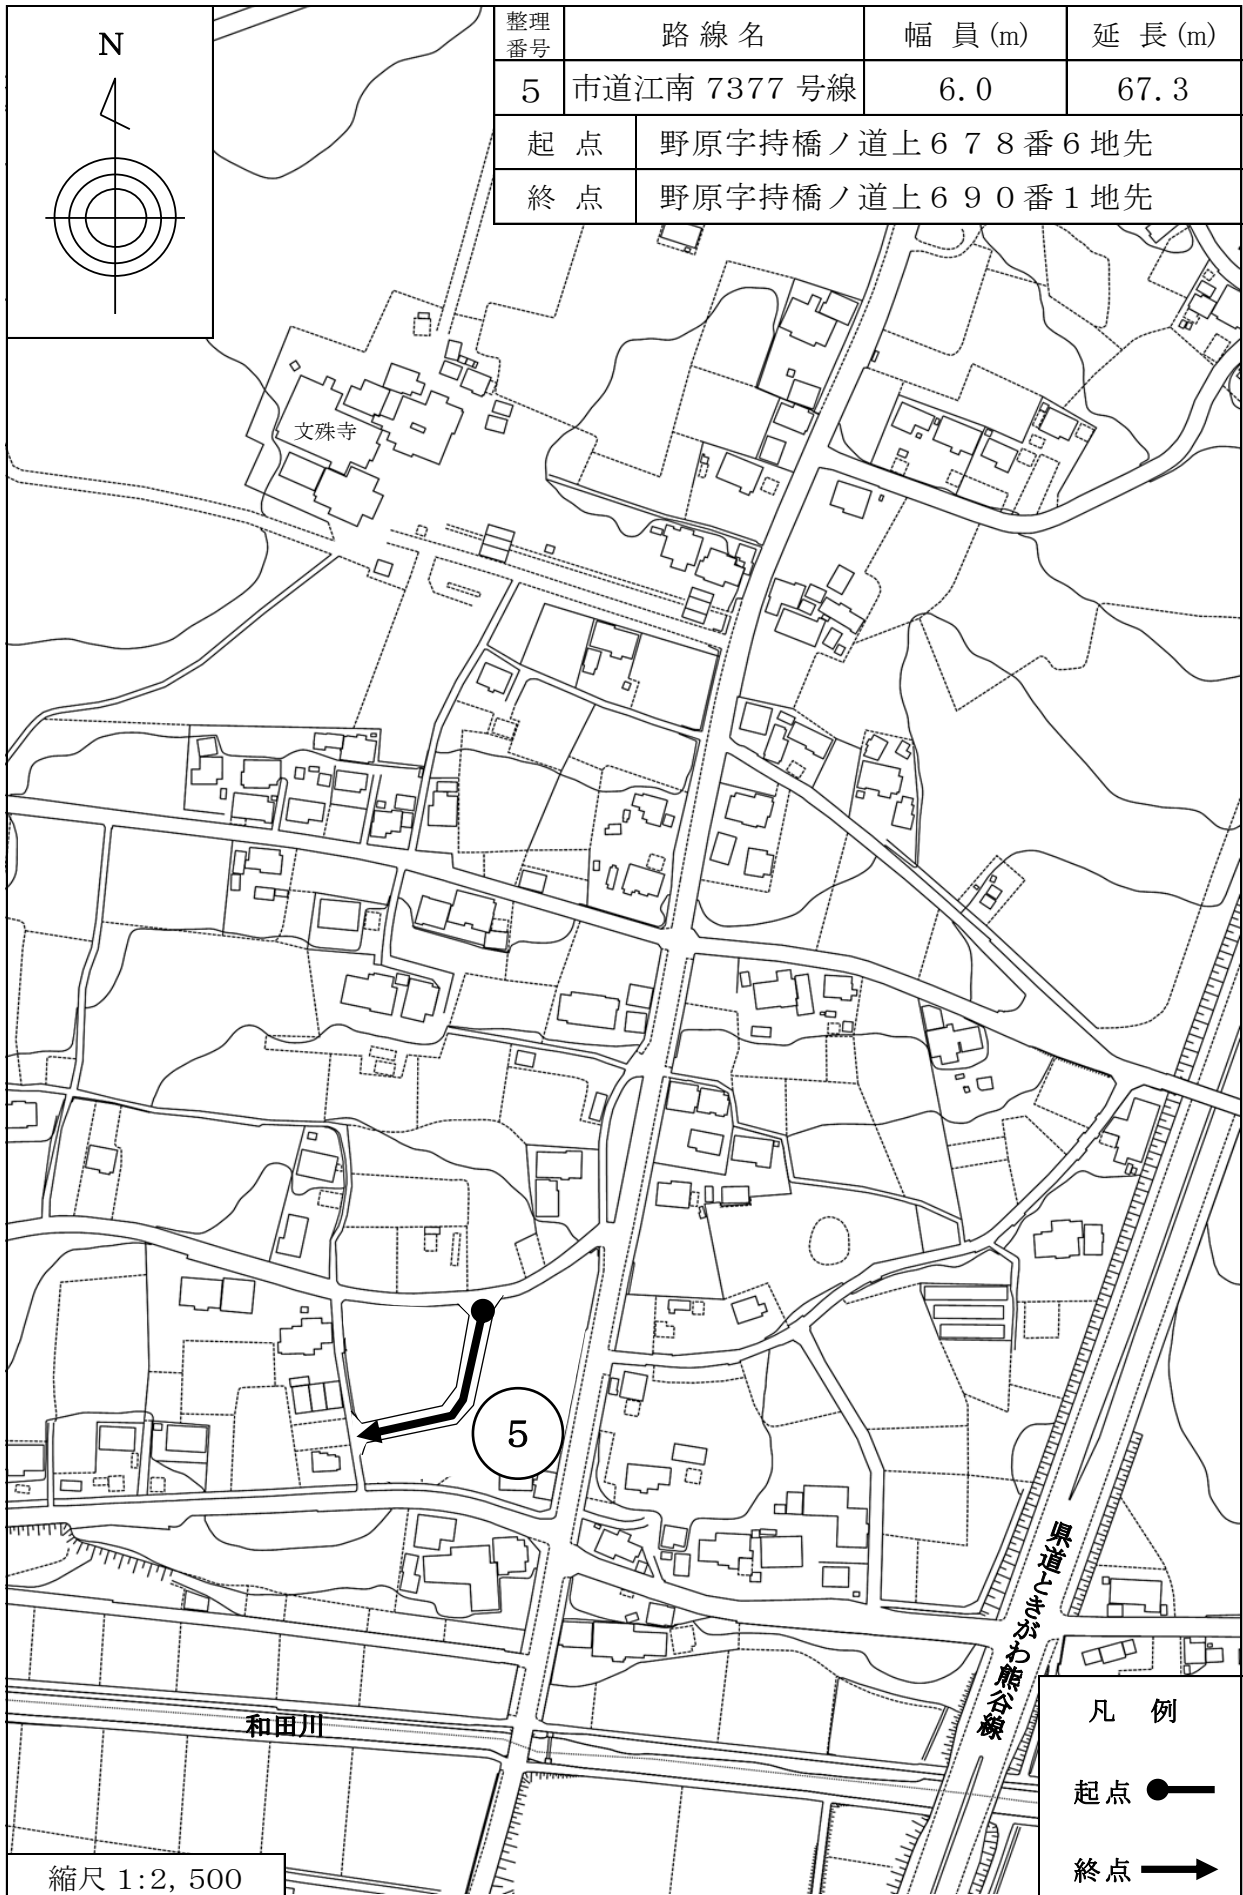 N
整理番号 路線名 幅員(m) 延長(m)
5 市道江南7377号線 6.0 67.3
起点 野原字持橋ノ道上６７８番６地先
終点 野原字持橋ノ道上６９０番１地先
文殊寺
5
県道ときがわ熊谷線
和田川
凡例
起点
終点
縮尺 1:2,500